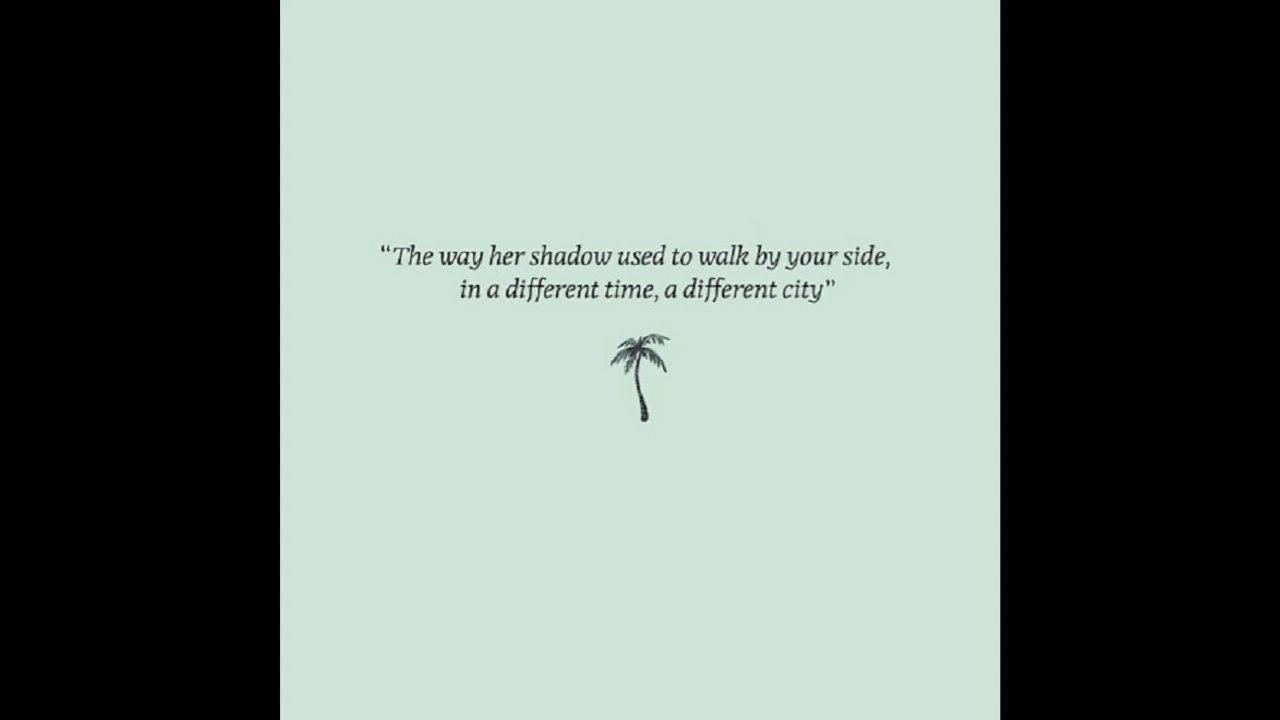 “The way her shadow used to walk by your side,
in a different time, a different city”